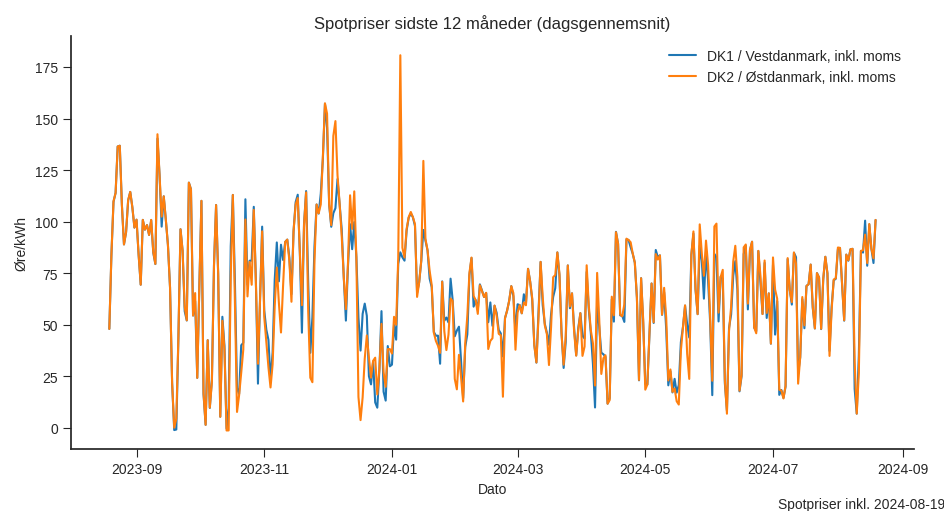 Spotpriser sidste 12 måneder (dagsgennemsnit)
DK1 / Vestdanmark, inkl. moms
DK2 / Østdanmark, inkl. moms
Øre/kWh
175
150
125
100
75
50
25
0
2023-09
2023-11
2024-01
2024-03
2024-05
2024-07
2024-09
Dato
Spotpriser inkl. 2024-08-19